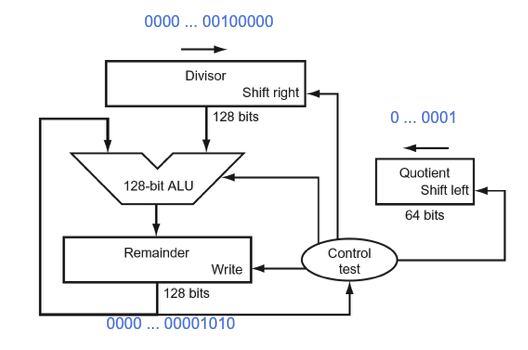 0000 ... 00100000
Divisor
Shift right
128 bits
0 ... 0001
Quotient
Shift left
64 bits
128-bit ALU
Remainder
Write
Control
test
128 bits
0000 ... 00001010